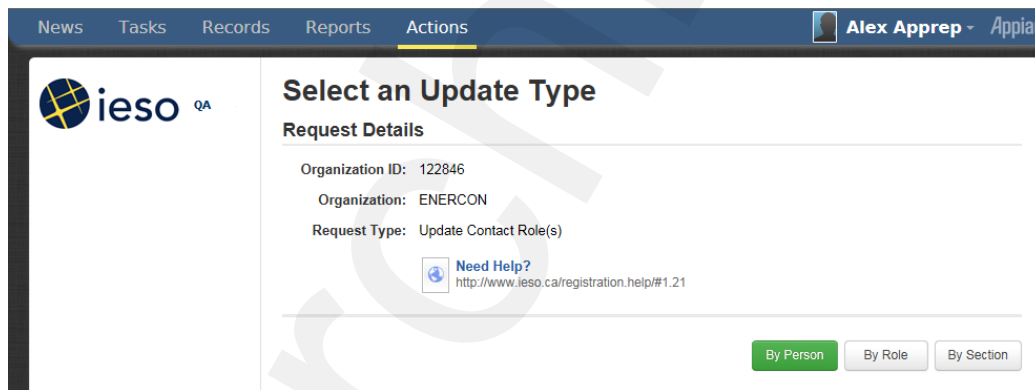 News Tasks Records Reports Actions Alex Apprep Appia
ieso QA
Select an Update Type
Request Details
Organization ID: 122846
Organization: ENERCON
Request Type: Update Contact Role(s)
Need Help?
http://www.ieso.ca/registration.help/#1.21
By Person By Role By Section